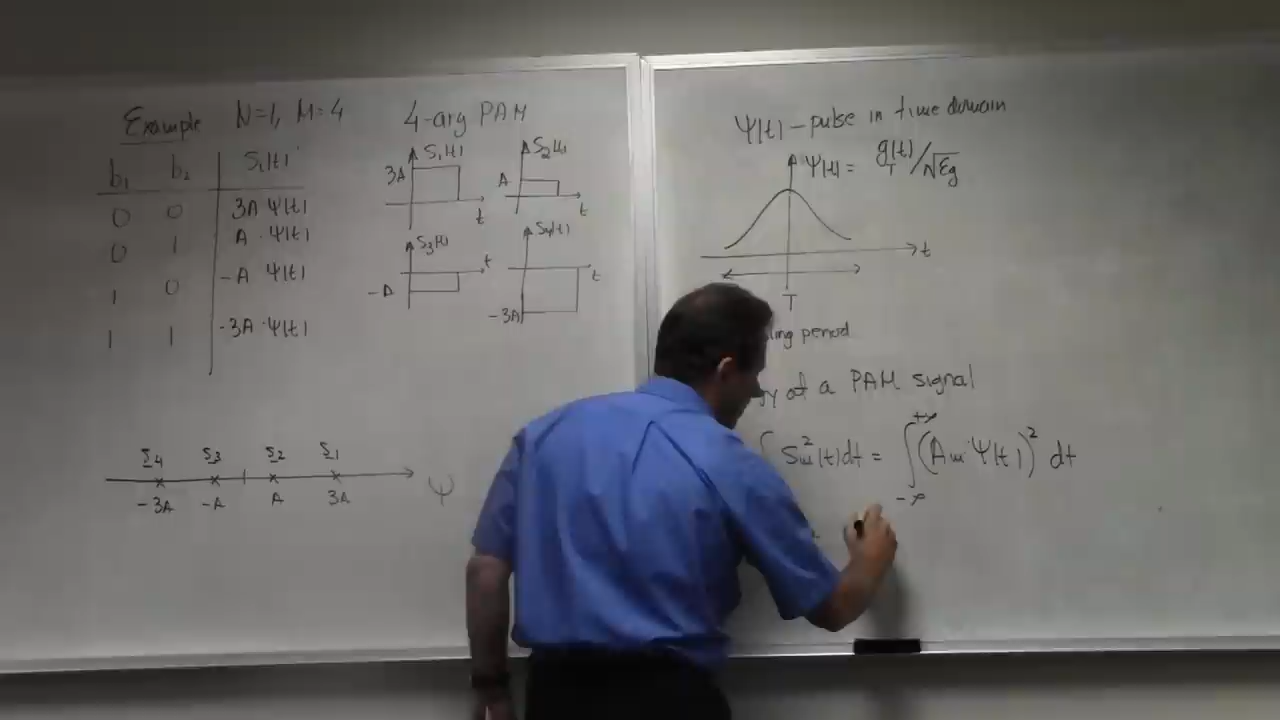 Example N=1, M=4 4-ary PAM
b₁ b₂ Sᵢ(t)
0 0 3A Ψ(t)
0 1 A · Ψ(t)
1 0 -A Ψ(t)
1 1 -3A · Ψ(t)
3A S₁(t) t
A S₂(t) t
-A S₃(t) t
-3A S₄(t) t
S₄ S₃ S₂ S₁
-3A -A A 3A Ψ
Ψ(t) – pulse in time domain
Ψ(t) = g(t)/√Eg
t
T
period
of a PAM signal
∫ Sm²(t)dt = ∫ -∞ +∞ (Am · Ψ(t))² dt